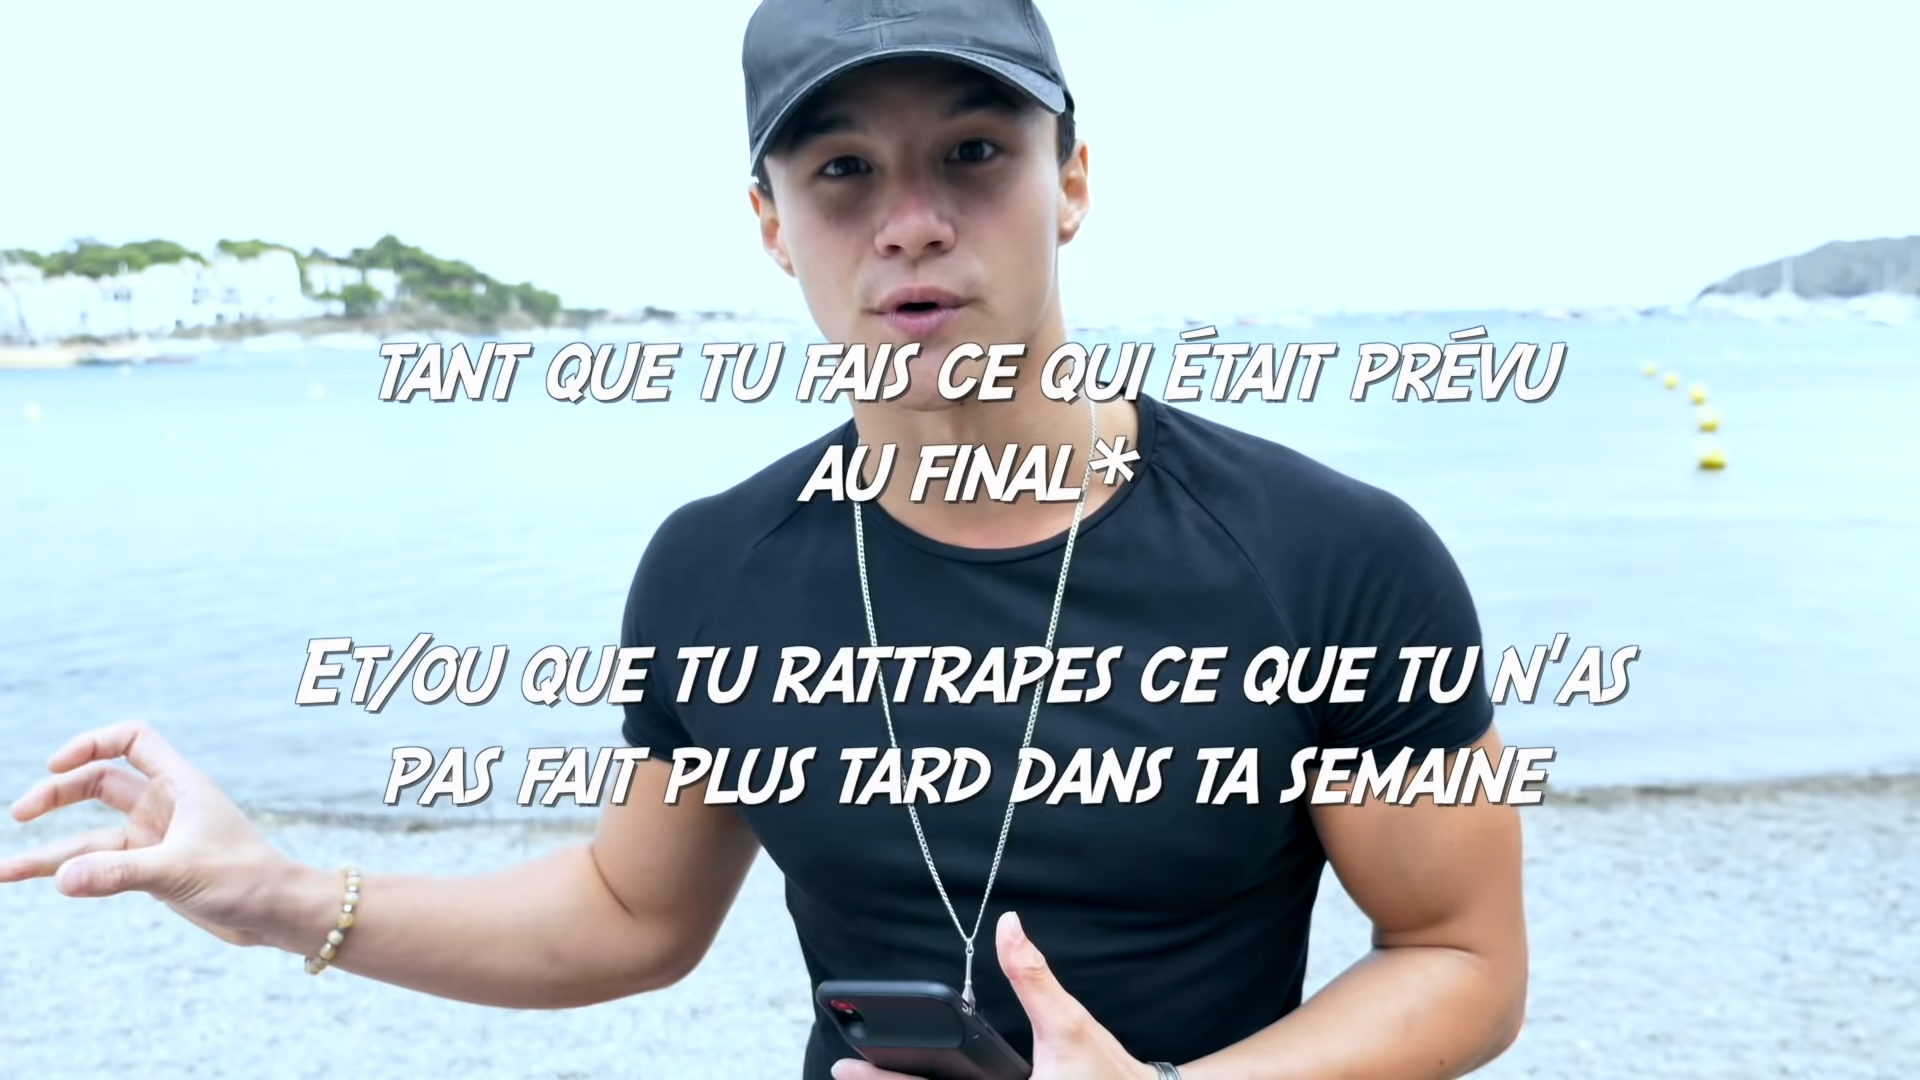 TANT QUE TU FAIS CE QUI ÉTAIT PRÉVU
AU FINAL*
ET/OU QUE TU RATTRAPES CE QUE TU N'AS
PAS FAIT PLUS TARD DANS TA SEMAINE